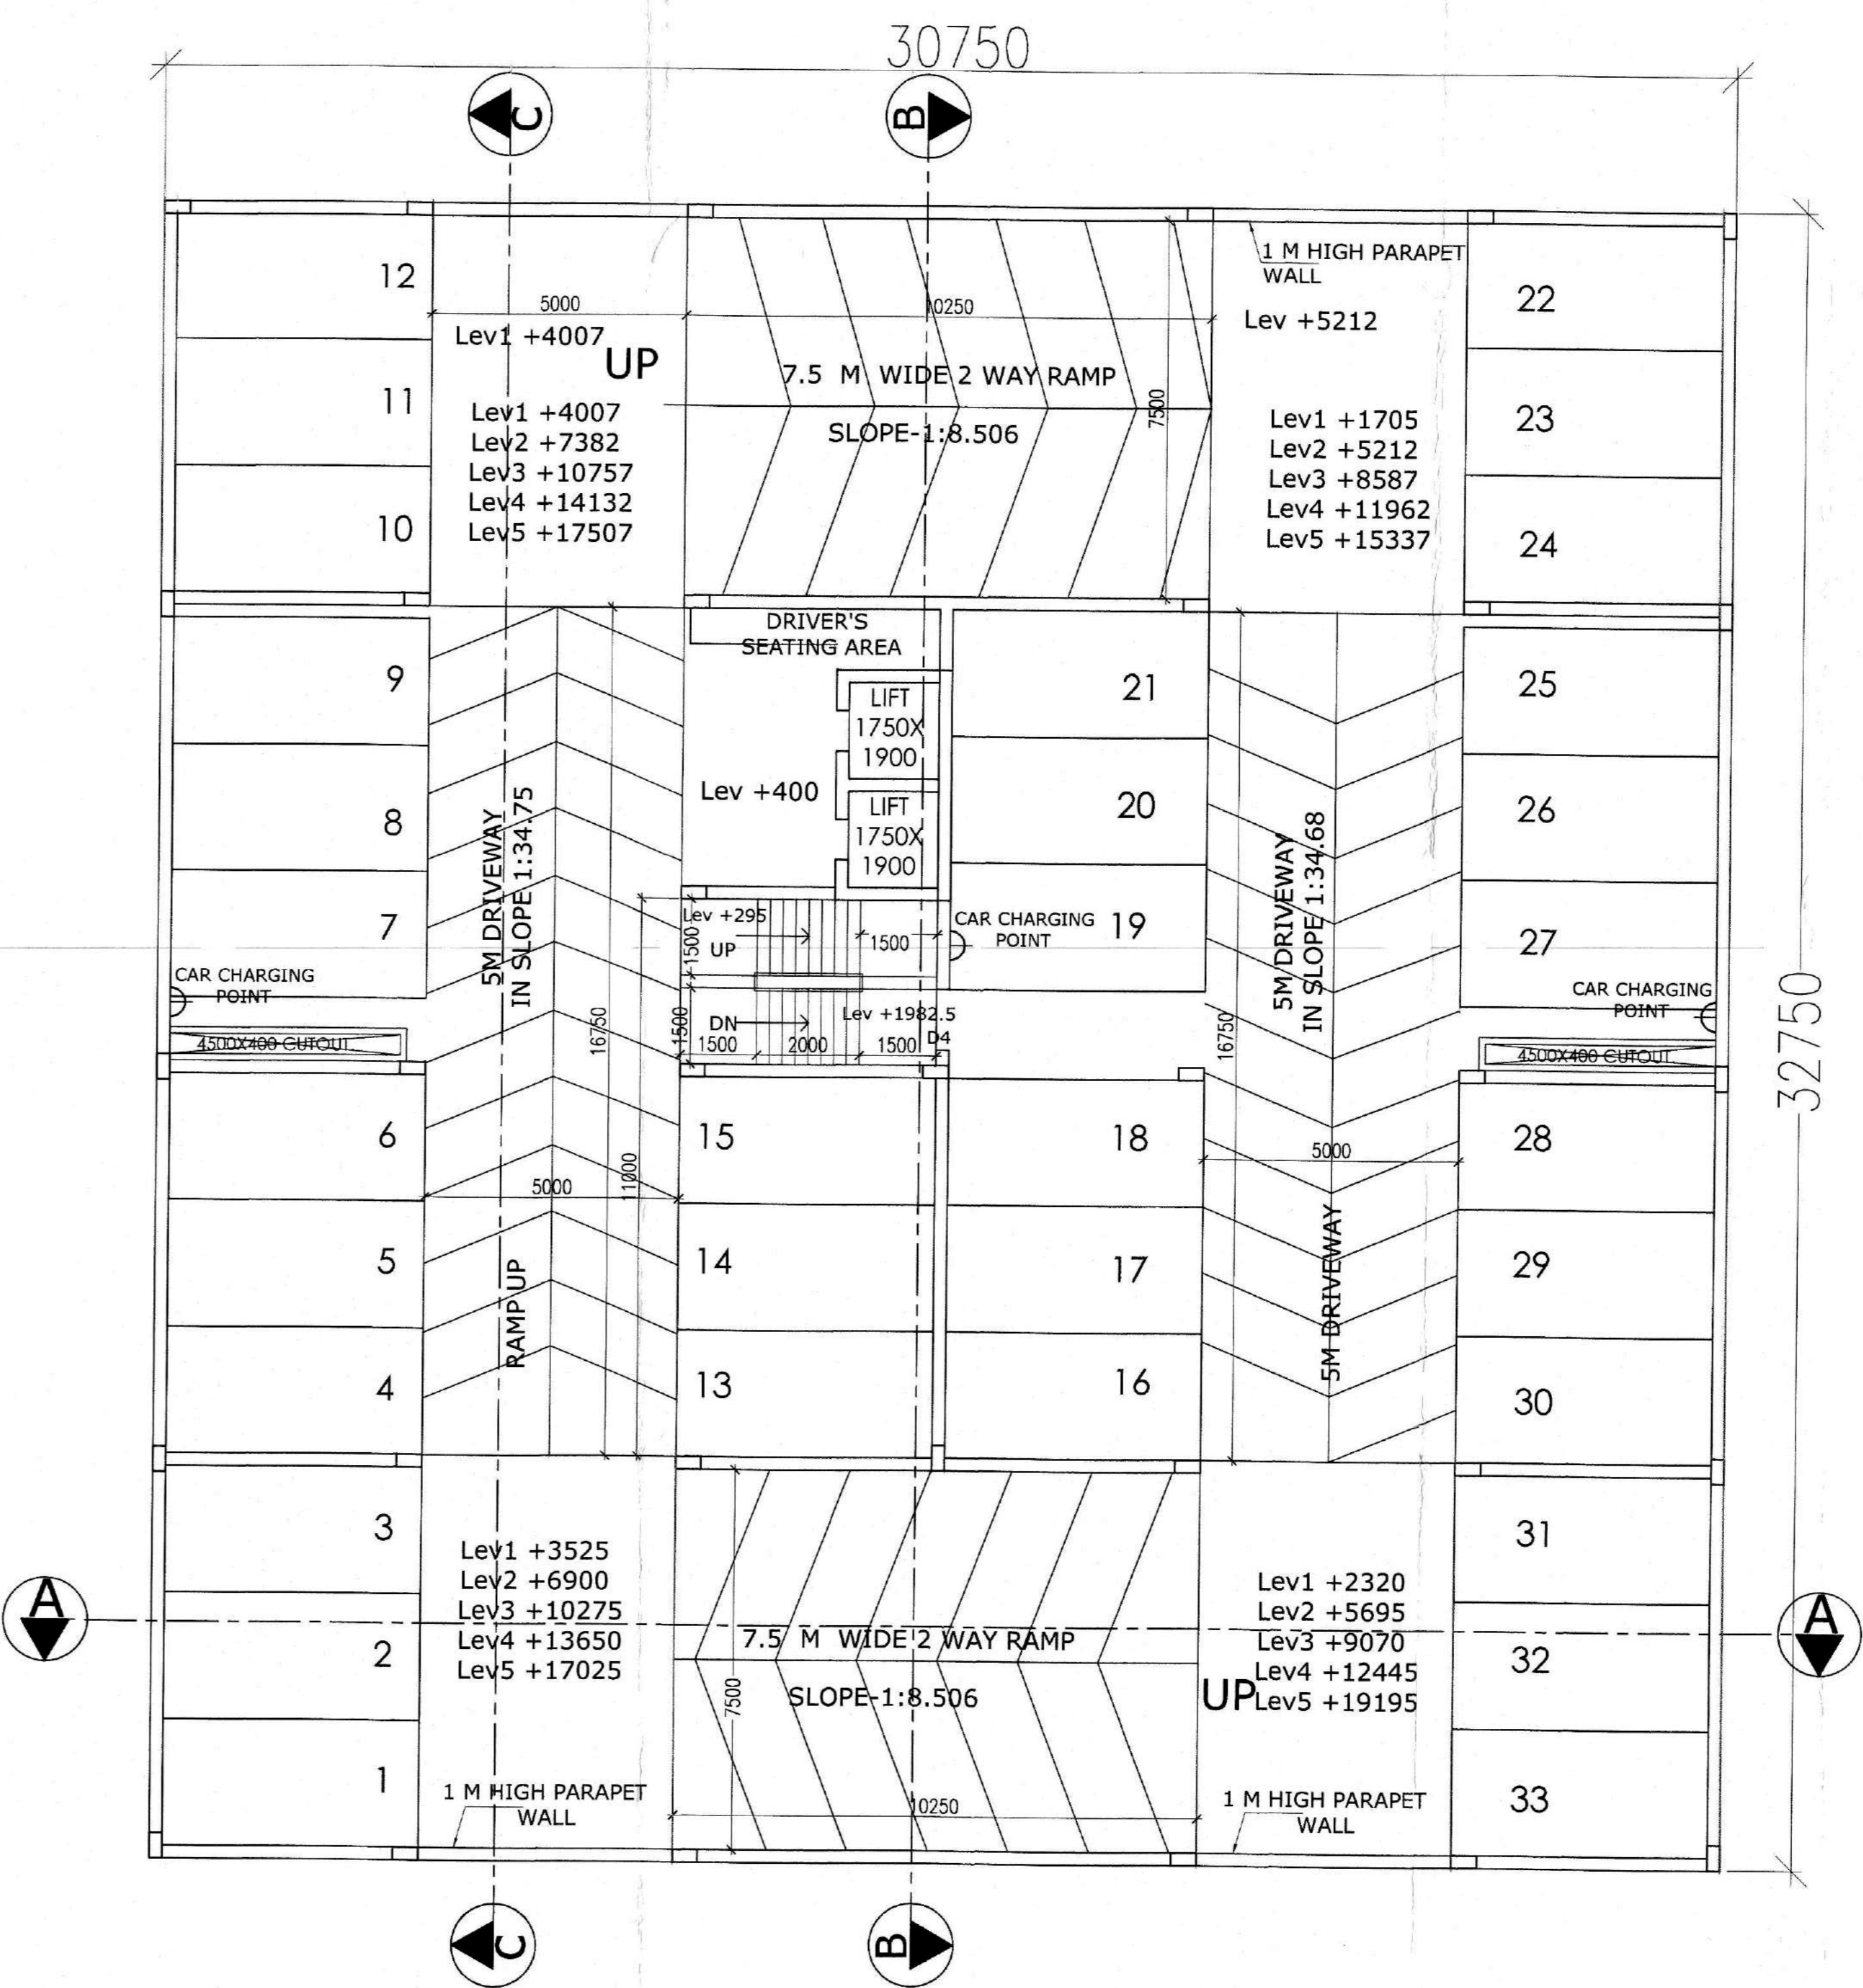 30750
C
B
12
11
10
5000
10250
Lev1 +4007
UP
Lev1 +4007
Lev2 +7382
Lev3 +10757
Lev4 +14132
Lev5 +17507
7.5 M WIDE 2 WAY RAMP
SLOPE-1:8.506
7500
1 M HIGH PARAPET
WALL
Lev +5212
Lev1 +1705
Lev2 +5212
Lev3 +8587
Lev4 +11962
Lev5 +15337
22
23
24
9
8
7
5M DRIVEWAY
IN SLOPE 1:34.75
16750
DRIVER'S
SEATING AREA
LIFT
1750X
1900
Lev +400
LIFT
1750X
1900
21
20
19
5M DRIVEWAY
IN SLOPE 1:34.68
16750
25
26
27
CAR CHARGING
POINT
4500X400 CUTOUT
Lev +295
UP
1500
1500
CAR CHARGING
POINT
DN
1500
Lev +1982.5
D4
1500
2000
1500
CAR CHARGING
POINT
4500X400 CUTOUT
32750
6
5
4
5000
11000
RAMP UP
15
14
13
18
17
16
5000
5M DRIVEWAY
28
29
30
3
2
1
Lev1 +3525
Lev2 +6900
Lev3 +10275
Lev4 +13650
Lev5 +17025
7.5 M WIDE 2 WAY RAMP
SLOPE-1:8.506
7500
10250
Lev1 +2320
Lev2 +5695
Lev3 +9070
Lev4 +12445
UP
Lev5 +19195
31
32
33
A
A
1 M HIGH PARAPET
WALL
1 M HIGH PARAPET
WALL
C
B